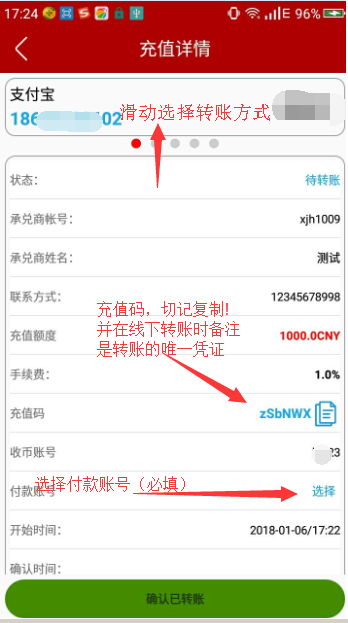 17:24
E 96%
充值详情
支付宝
滑动选择转账方式
状态：
待转账
承兑商帐号：
xjh1009
承兑商姓名：
测试
联系方式：
12345678998
充值码，切记复制!
并在线下转账时备注
是转账的唯一凭证
充值额度
1000.0CNY
手续费：
1.0%
充值码
zSbNWX
收币账号
选择付款账号（必填）
付款账号
选择
开始时间：
2018-01-06/17:22
确认时间：
确认已转账